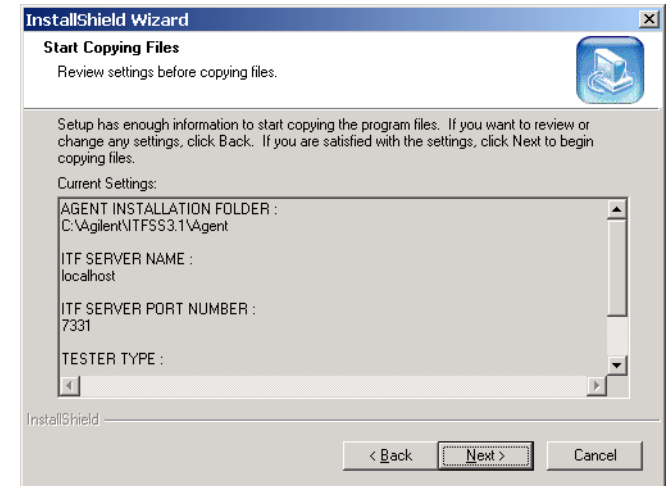 InstallShield Wizard
Start Copying Files
Review settings before copying files.
Setup has enough information to start copying the program files. If you want to review or
change any settings, click Back. If you are satisfied with the settings, click Next to begin
copying files.
Current Settings:
AGENT INSTALLATION FOLDER :
C:\Agilent\ITFSS3.1\Agent
ITF SERVER NAME :
localhost
ITF SERVER PORT NUMBER :
7331
TESTER TYPE :
InstallShield
< Back
Next >
Cancel